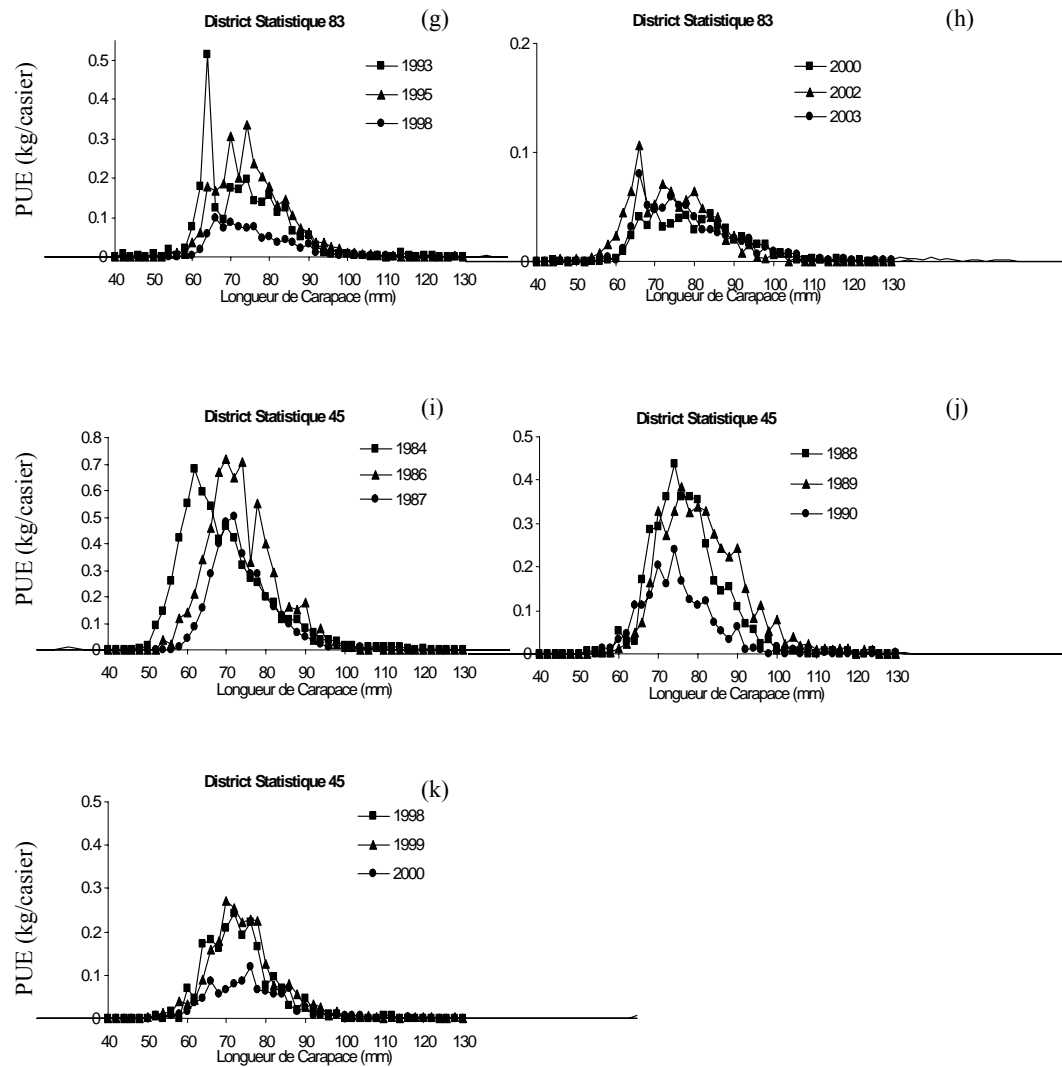 District Statistique 83
(g)
PUE (kg/casier)
0.5
0.4
0.3
0.2
0.1
0
1993
1995
1998
40 50 60 70 80 90 100 110 120 130
Longueur de Carapace (mm)
District Statistique 83
(h)
0.2
0.1
0
2000
2002
2003
40 50 60 70 80 90 100 110 120 130
Longueur de Carapace (mm)
District Statistique 45
(i)
PUE (kg/casier)
0.8
0.7
0.6
0.5
0.4
0.3
0.2
0.1
0
1984
1986
1987
40 50 60 70 80 90 100 110 120 130
Longueur de Carapace (mm)
District Statistique 45
(j)
0.5
0.4
0.3
0.2
0.1
0
1988
1989
1990
40 50 60 70 80 90 100 110 120 130
Longueur de Carapace (mm)
District Statistique 45
(k)
PUE (kg/casier)
0.5
0.4
0.3
0.2
0.1
0
1998
1999
2000
40 50 60 70 80 90 100 110 120 130
Longueur de Carapace (mm)